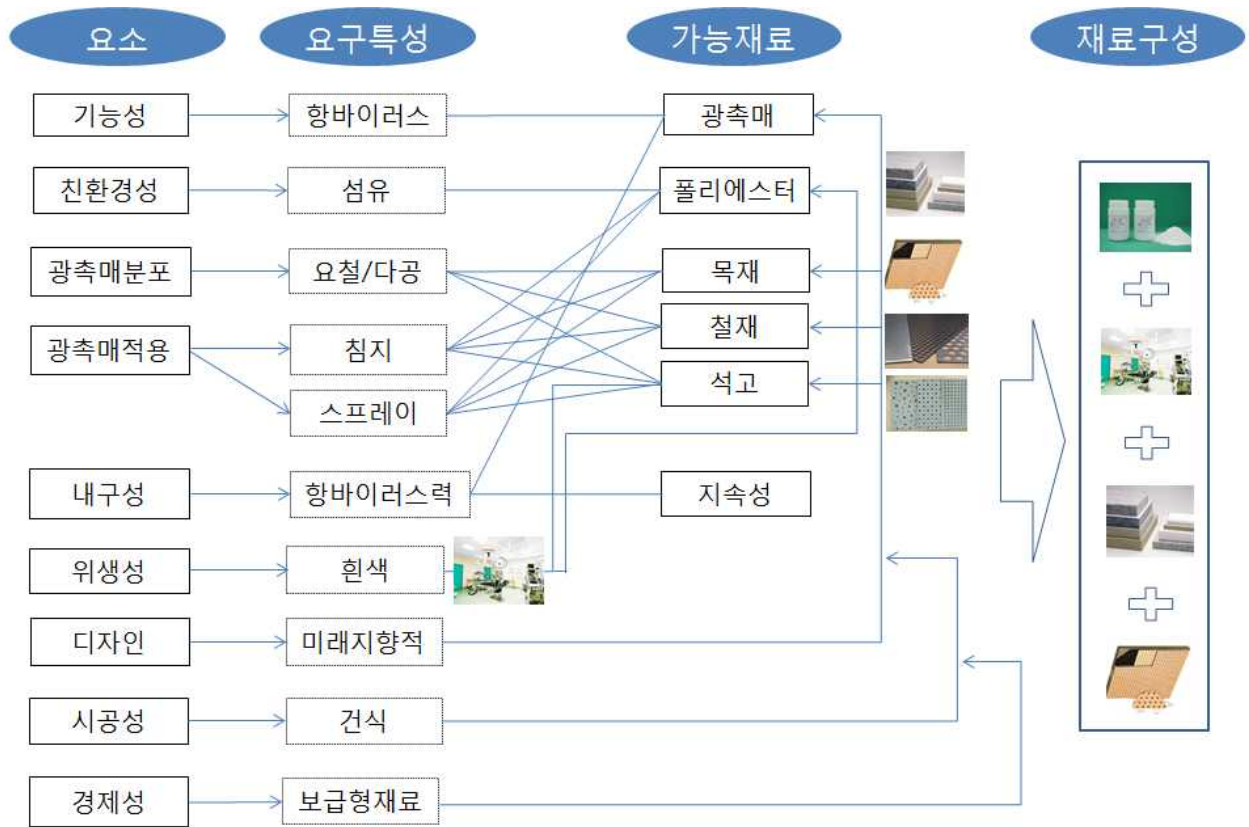 요소 요구특성 가능재료 재료구성
기능성 항바이러스 광촉매
친환경성 섬유 폴리에스터
광촉매분포 요철/다공 목재
철재
광촉매적용 침지
석고
스프레이
내구성 항바이러스력 지속성
위생성 흰색
디자인 미래지향적
시공성 건식
경제성 보급형재료